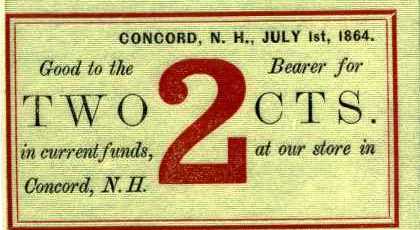 CONCORD, N. H., JULY 1st, 1864.
Good to the Bearer for
TWO 2 CTS.
in current funds, at our store in
Concord, N. H.